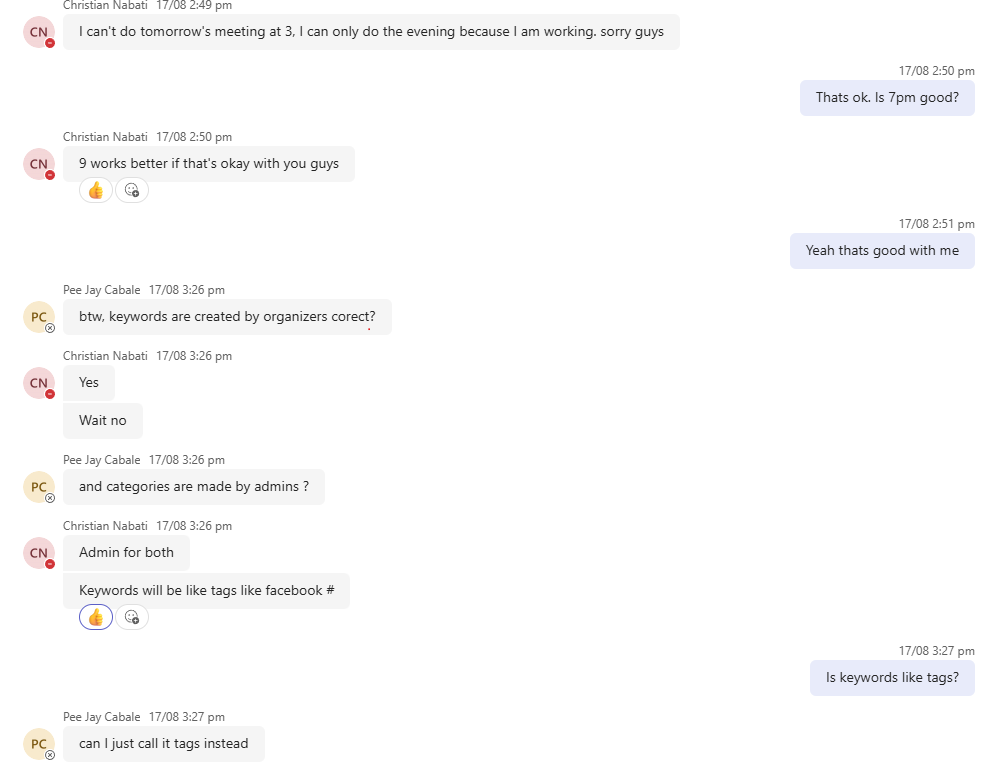 Christian Nabati 17/08 2:49 pm
CN
I can't do tomorrow's meeting at 3, I can only do the evening because I am working. sorry guys
17/08 2:50 pm
Thats ok. Is 7pm good?
Christian Nabati 17/08 2:50 pm
CN
9 works better if that's okay with you guys
17/08 2:51 pm
Yeah thats good with me
Pee Jay Cabale 17/08 3:26 pm
PC
btw, keywords are created by organizers corect?
Christian Nabati 17/08 3:26 pm
CN
Yes
Wait no
Pee Jay Cabale 17/08 3:26 pm
PC
and categories are made by admins ?
Christian Nabati 17/08 3:26 pm
CN
Admin for both
Keywords will be like tags like facebook #
17/08 3:27 pm
Is keywords like tags?
Pee Jay Cabale 17/08 3:27 pm
PC
can I just call it tags instead